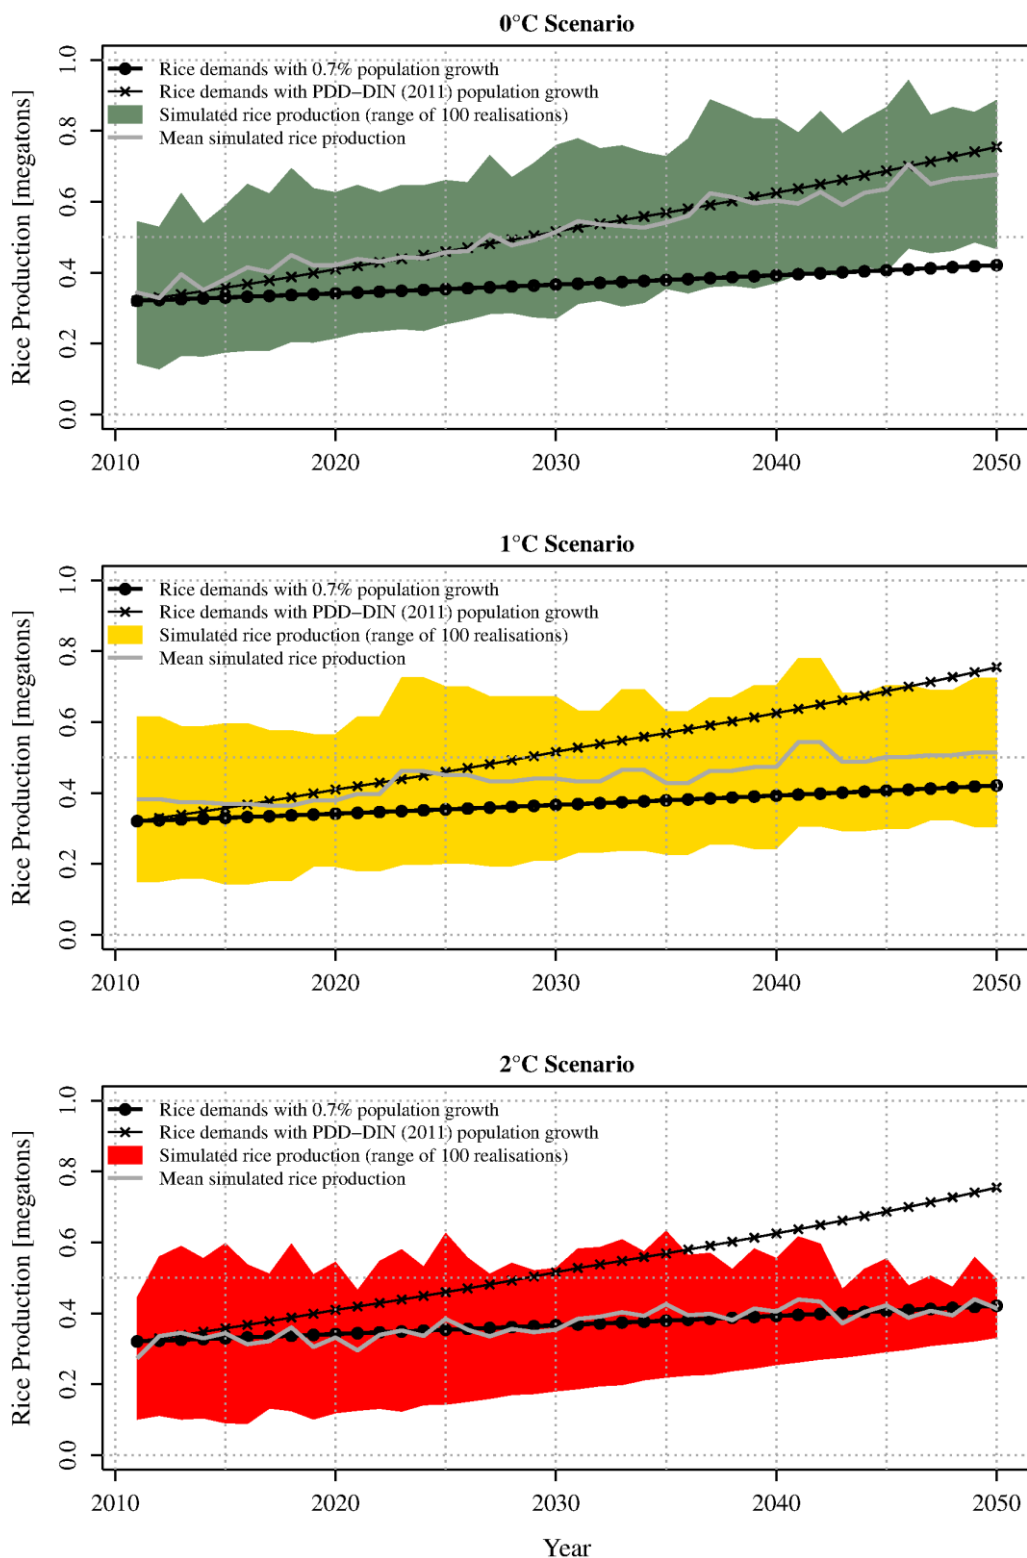 0°C Scenario
Rice Production [megatons]
1.0
0.8
0.6
0.4
0.2
0.0
Rice demands with 0.7% population growth
Rice demands with PDD–DIN (2011) population growth
Simulated rice production (range of 100 realisations)
Mean simulated rice production
2010 2020 2030 2040 2050
1°C Scenario
Rice Production [megatons]
1.0
0.8
0.6
0.4
0.2
0.0
Rice demands with 0.7% population growth
Rice demands with PDD–DIN (2011) population growth
Simulated rice production (range of 100 realisations)
Mean simulated rice production
2010 2020 2030 2040 2050
2°C Scenario
Rice Production [megatons]
1.0
0.8
0.6
0.4
0.2
0.0
Rice demands with 0.7% population growth
Rice demands with PDD–DIN (2011) population growth
Simulated rice production (range of 100 realisations)
Mean simulated rice production
2010 2020 2030 2040 2050
Year